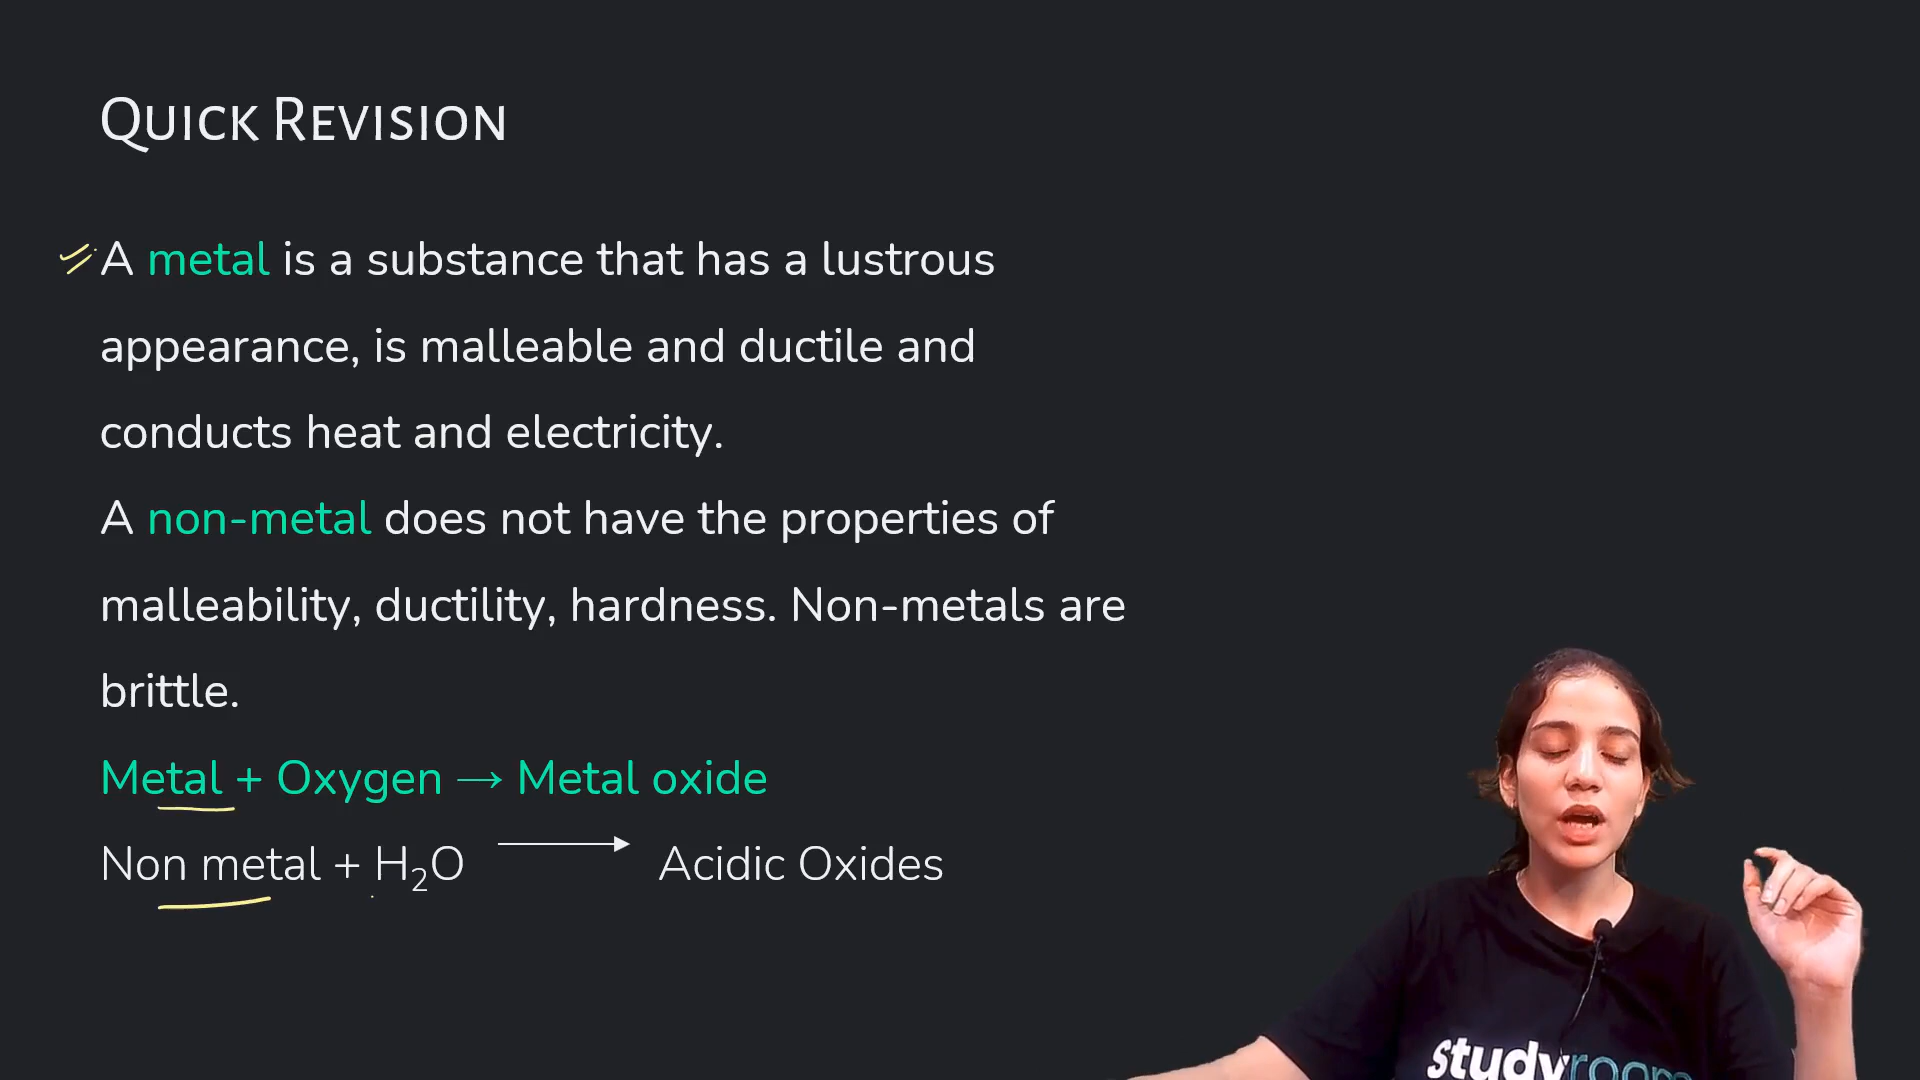 Quick Revision
A metal is a substance that has a lustrous
appearance, is malleable and ductile and
conducts heat and electricity.
A non-metal does not have the properties of
malleability, ductility, hardness. Non-metals are
brittle.
Metal + Oxygen → Metal oxide
Non metal + H₂O → Acidic Oxides
studyroom